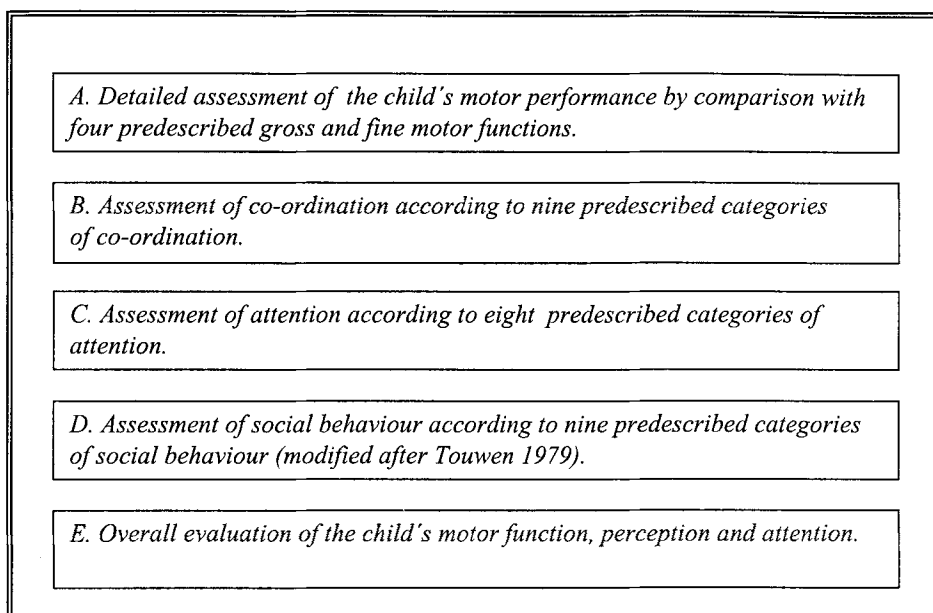 A. Detailed assessment of the child's motor performance by comparison with
four predescribed gross and fine motor functions.
B. Assessment of co-ordination according to nine predescribed categories
of co-ordination.
C. Assessment of attention according to eight predescribed categories of
attention.
D. Assessment of social behaviour according to nine predescribed categories
of social behaviour (modified after Touwen 1979).
E. Overall evaluation of the child's motor function, perception and attention.